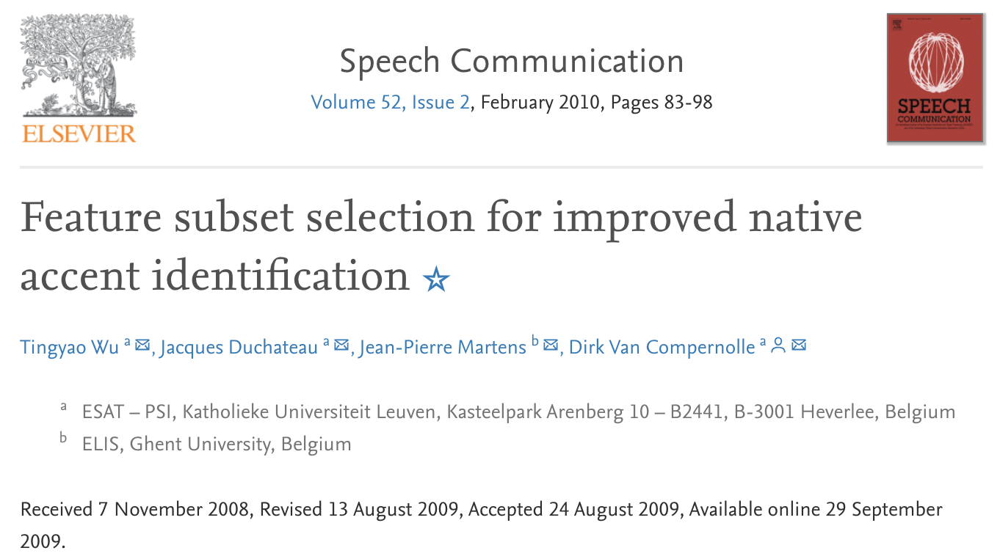 ELSEVIER
Speech Communication
Volume 52, Issue 2, February 2010, Pages 83-98
SPEECH
COMMUNICATION
Feature subset selection for improved native
accent identification ☆
Tingyao Wu a, Jacques Duchateau a, Jean-Pierre Martens b, Dirk Van Compernolle a
a ESAT – PSI, Katholieke Universiteit Leuven, Kasteelpark Arenberg 10 – B2441, B-3001 Heverlee, Belgium
b ELIS, Ghent University, Belgium
Received 7 November 2008, Revised 13 August 2009, Accepted 24 August 2009, Available online 29 September
2009.